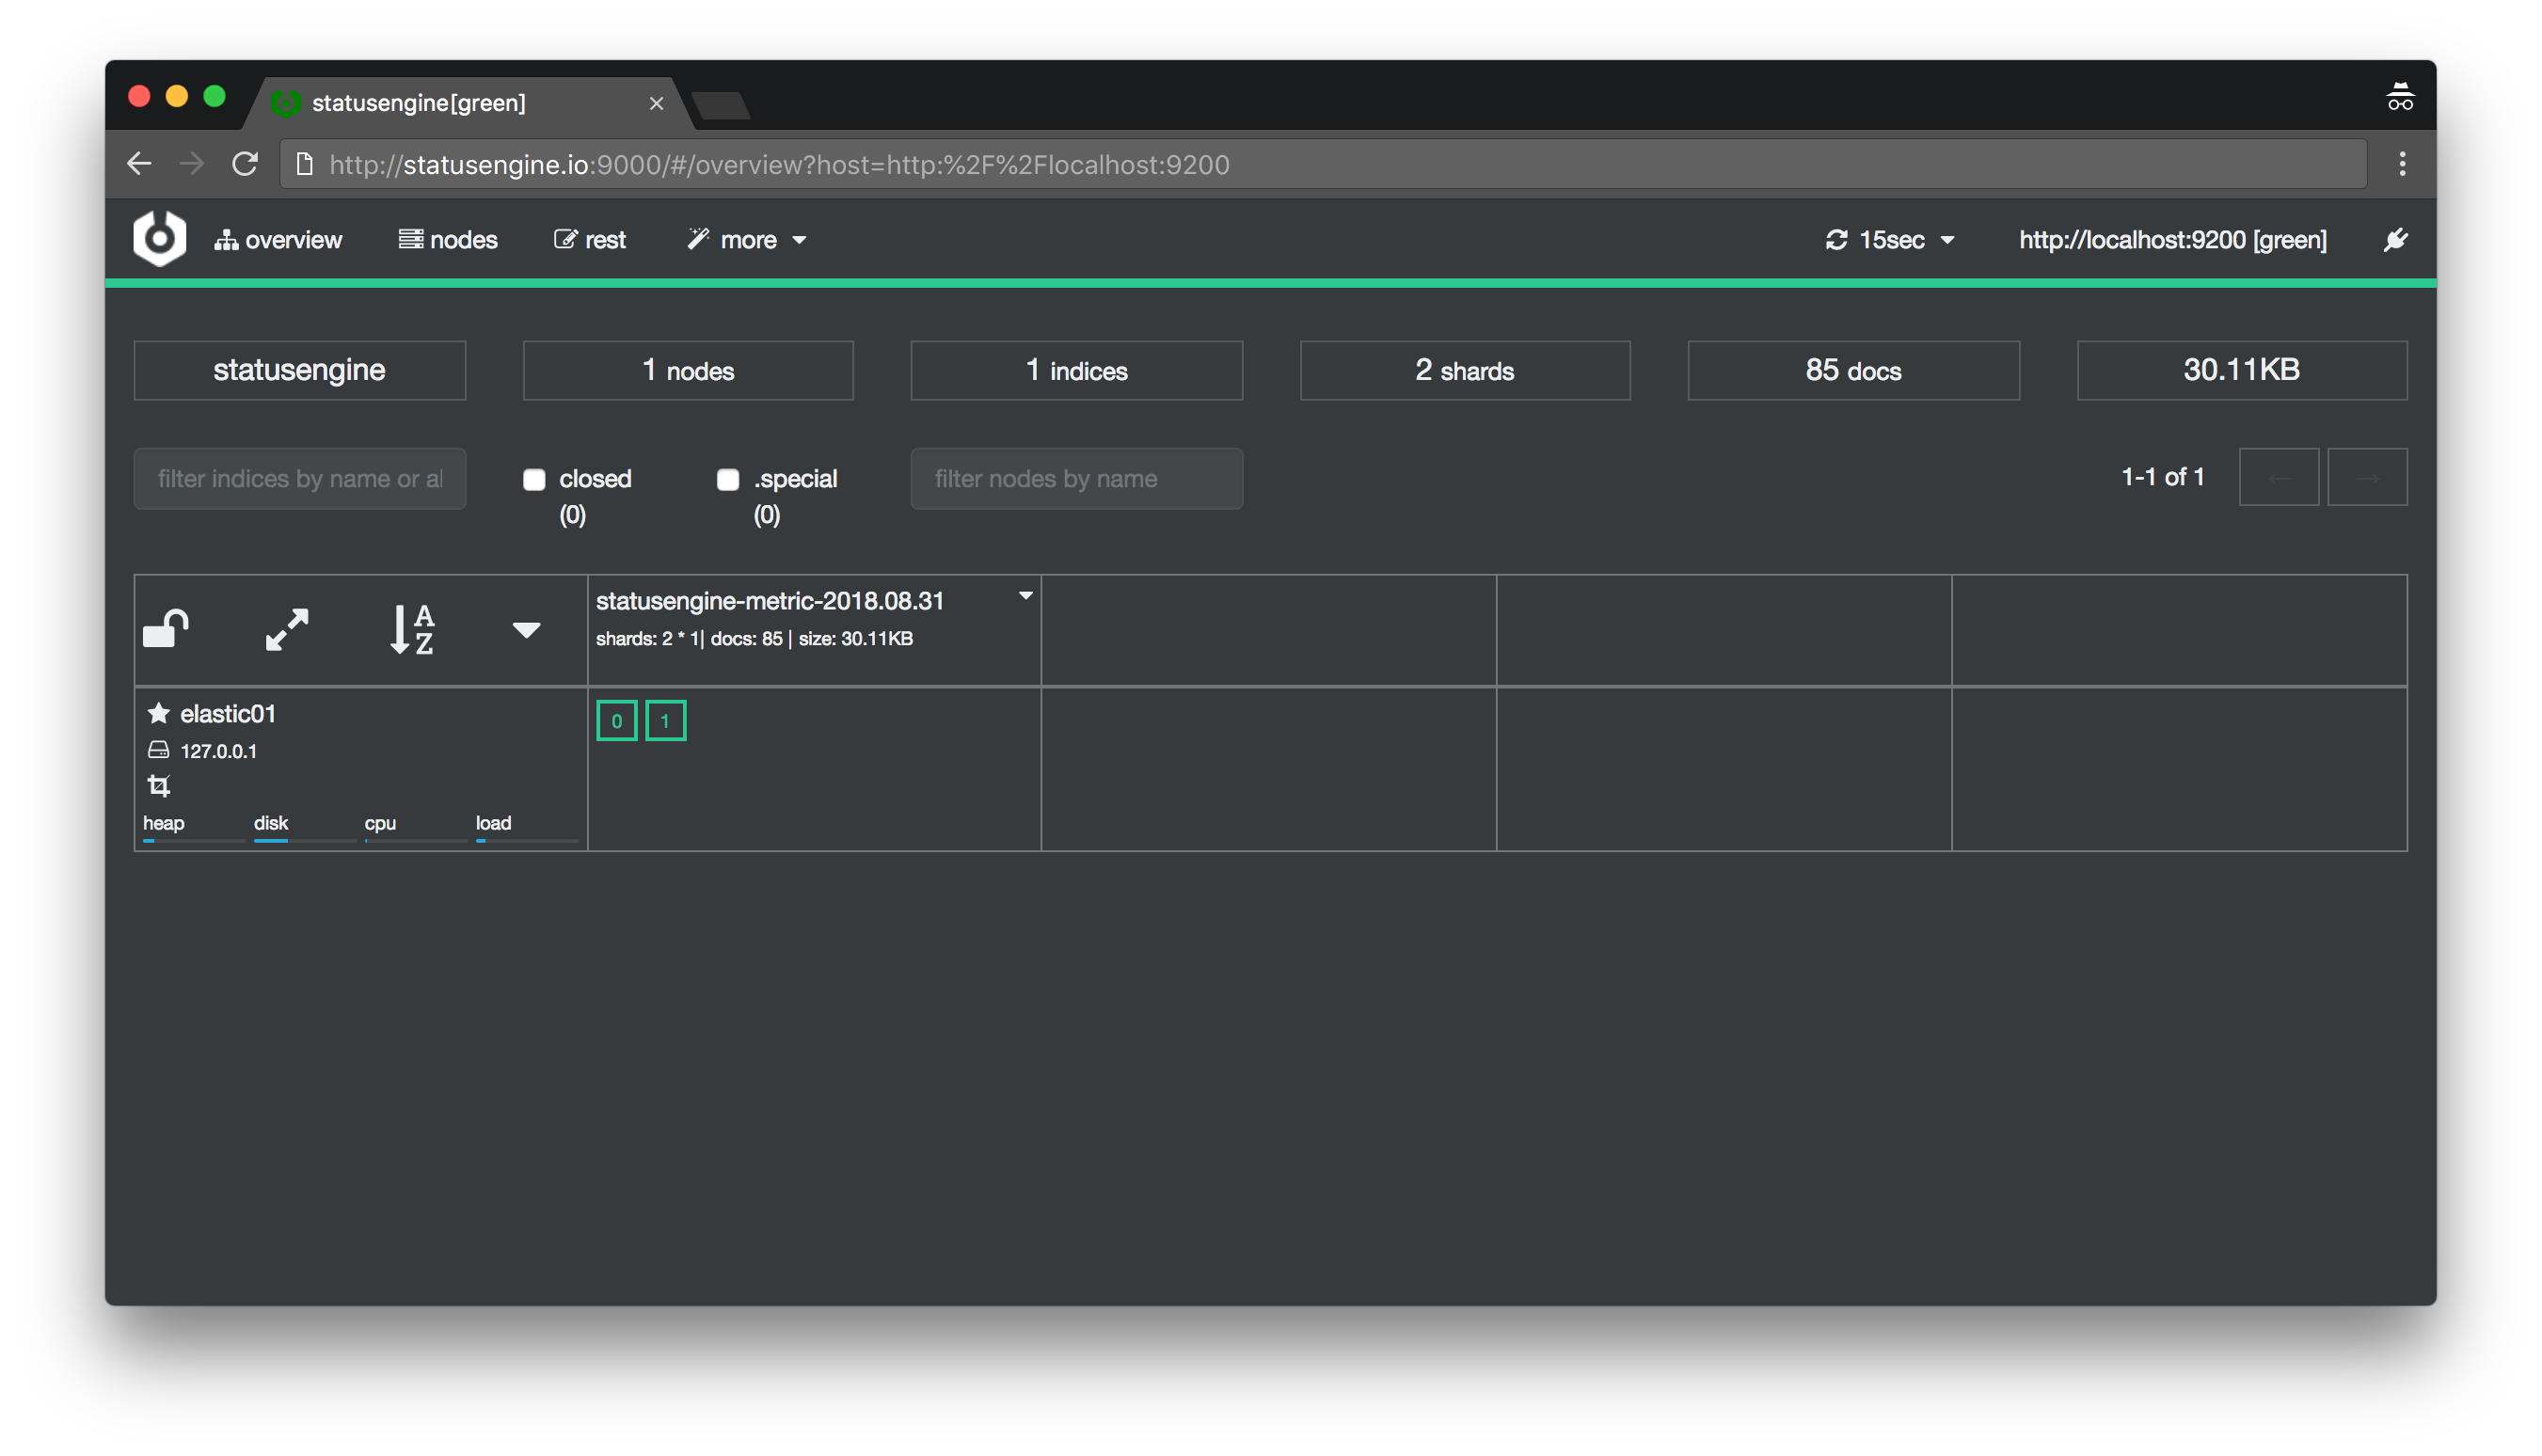 statusengine[green]
http://statusengine.io:9000/#/overview?host=http:%2F%2Flocalhost:9200
overview nodes rest more 15sec http://localhost:9200 [green]
statusengine 1 nodes 1 indices 2 shards 85 docs 30.11KB
filter indices by name or al closed (0) .special (0) filter nodes by name 1-1 of 1 ← →
A
Z
statusengine-metric-2018.08.31
shards: 2 * 1| docs: 85 | size: 30.11KB
elastic01
127.0.0.1
heap disk cpu load
0 1